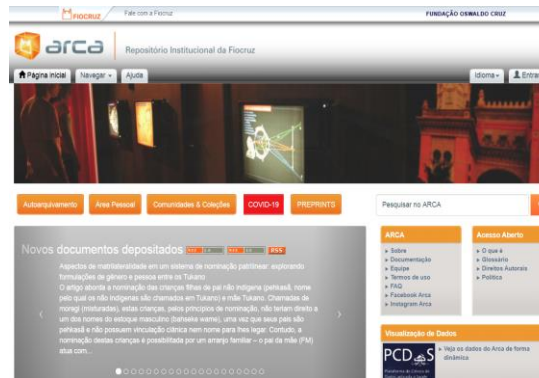 FIOCRUZ
Fale com a Fiocruz
FUNDAÇÃO OSWALDO CRUZ
arca
Repositório Institucional da Fiocruz
Página inicial
Navegar
Ajuda
Idioma
Entrar
Autoarquivamento
Área Pessoal
Comunidades & Coleções
COVID-19
PREPRINTS
Pesquisar no ARCA
Novos documentos depositados
RSS
Aspectos de matrilateralidade em um sistema de nominação patrilinear: explorando
formulações de gênero e pessoa entre os Tukano
O artigo aborda a nominação das crianças filhas de pai não indígena (pehkasã, nome
pelo qual os não indígenas são chamados em Tukano) e mãe Tukano. Chamadas de
moragi (misturadas), estas crianças, pelos princípios de nominação, não teriam direito a
um dos nomes do estoque masculino (bahseke wame), uma vez que seus pais são
pehkasã e não possuem vinculação clânica nem nome para lhes legar. Contudo, a
nominação destas crianças é possibilitada por um arranjo familiar – o pai da mãe (FM)
atua com...
ARCA
Sobre
Documentação
Equipe
Termos de uso
FAQ
Facebook Arca
Instagram Arca
Acesso Aberto
O que é
Glossário
Direitos Autorais
Política
Visualização de Dados
PCDaS
Veja os dados do Arca de forma
dinâmica